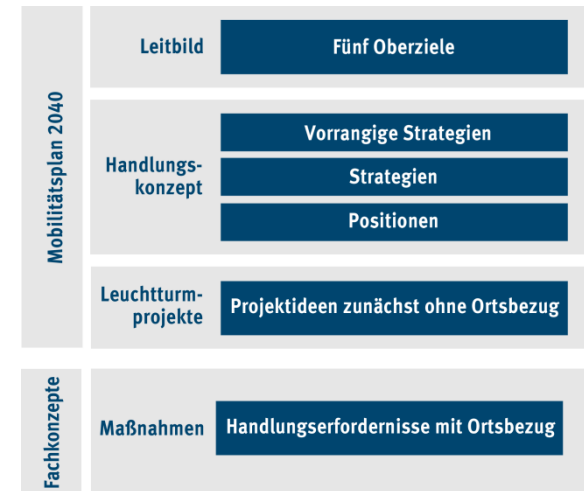 Mobilitätsplan 2040
Leitbild
Fünf Oberziele
Handlungs-
konzept
Vorrangige Strategien
Strategien
Positionen
Leuchtturm-
projekte
Projektideen zunächst ohne Ortsbezug
Fachkonzepte
Maßnahmen
Handlungserfordernisse mit Ortsbezug